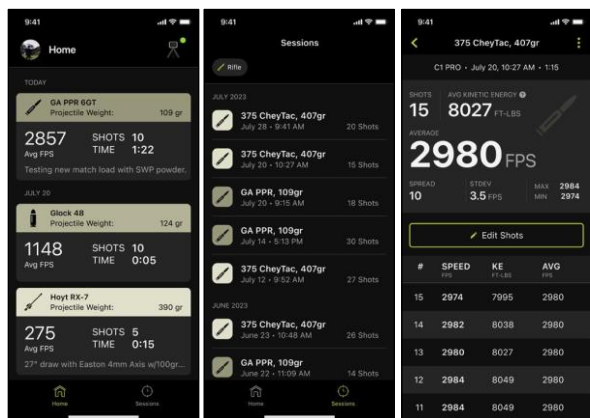 9:41
Home
TODAY
GA PPR 6GT
Projectile Weight: 109 gr
2857
Avg FPS
SHOTS 10
TIME 1:22
Testing new match load with SWP powder.
JULY 20
Glock 48
Projectile Weight: 124 gr
1148
Avg FPS
SHOTS 10
TIME 0:05
Hoyt RX-7
Projectile Weight: 390 gr
275
Avg FPS
SHOTS 5
TIME 0:15
27" draw with Easton 4mm Axis w/100gr...
Home
Sessions
9:41
Sessions
Rifle
JULY 2023
375 CheyTac, 407gr
July 28 • 9:41 AM
20 Shots
375 CheyTac, 407gr
July 20 • 10:27 AM
15 Shots
GA PPR, 109gr
July 20 • 9:15 AM
18 Shots
GA PPR, 109gr
July 14 • 5:13 PM
30 Shots
375 CheyTac, 407gr
July 12 • 9:52 AM
27 Shots
JUNE 2023
375 CheyTac, 407gr
June 23 • 10:48 AM
26 Shots
GA PPR, 109gr
June 22 • 11:09 AM
14 Shots
Home
Sessions
9:41
375 CheyTac, 407gr
C1 PRO • July 20, 10:27 AM • 1:15
SHOTS
15
AVG KINETIC ENERGY
8027 FT-LBS
AVERAGE
2980 FPS
SPREAD
10
STDEV
3.5 FPS
MAX 2984
MIN 2974
Edit Shots
# SPEED KE AVG
FPS FT-LBS FPS
15 2974 7995 2980
14 2982 8038 2980
13 2980 8027 2980
12 2984 8049 2980
11 2984 8049 2980